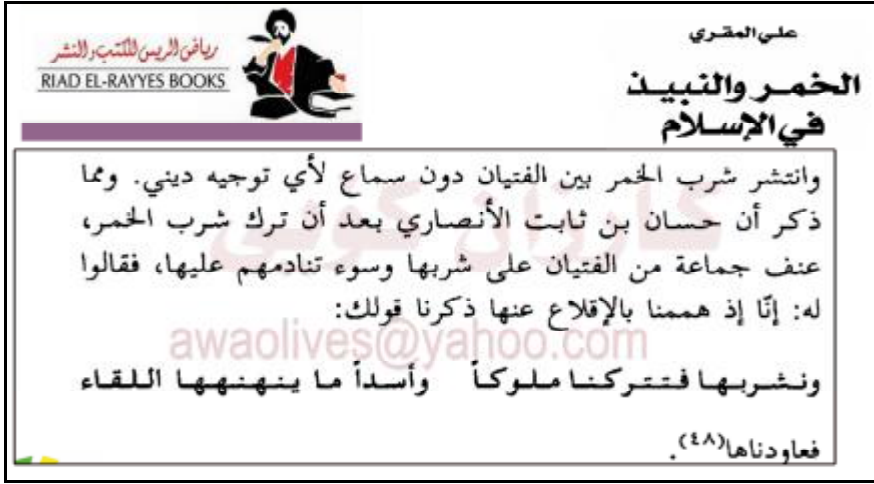 علي المقري
رياض الريس للكتب والنشر
RIAD EL-RAYYES BOOKS
الخمر والنبيذ
في الإسلام
وانتشر شرب الخمر بين الفتيان دون سماع لأي توجيه ديني. ومما
ذكر أن حسان بن ثابت الأنصاري بعد أن ترك شرب الخمر،
عنف جماعة من الفتيان على شربها وسوء تنادمهم عليها، فقالوا
له: إنّا إذ هممنا بالإقلاع عنها ذكرنا قولك:
كارزان كويي
awaolives@yahoo.com
ونشربها فتتركنا ملوكاً وأسداً ما ينهنهها اللقاء
فعاودناها(٤٨).